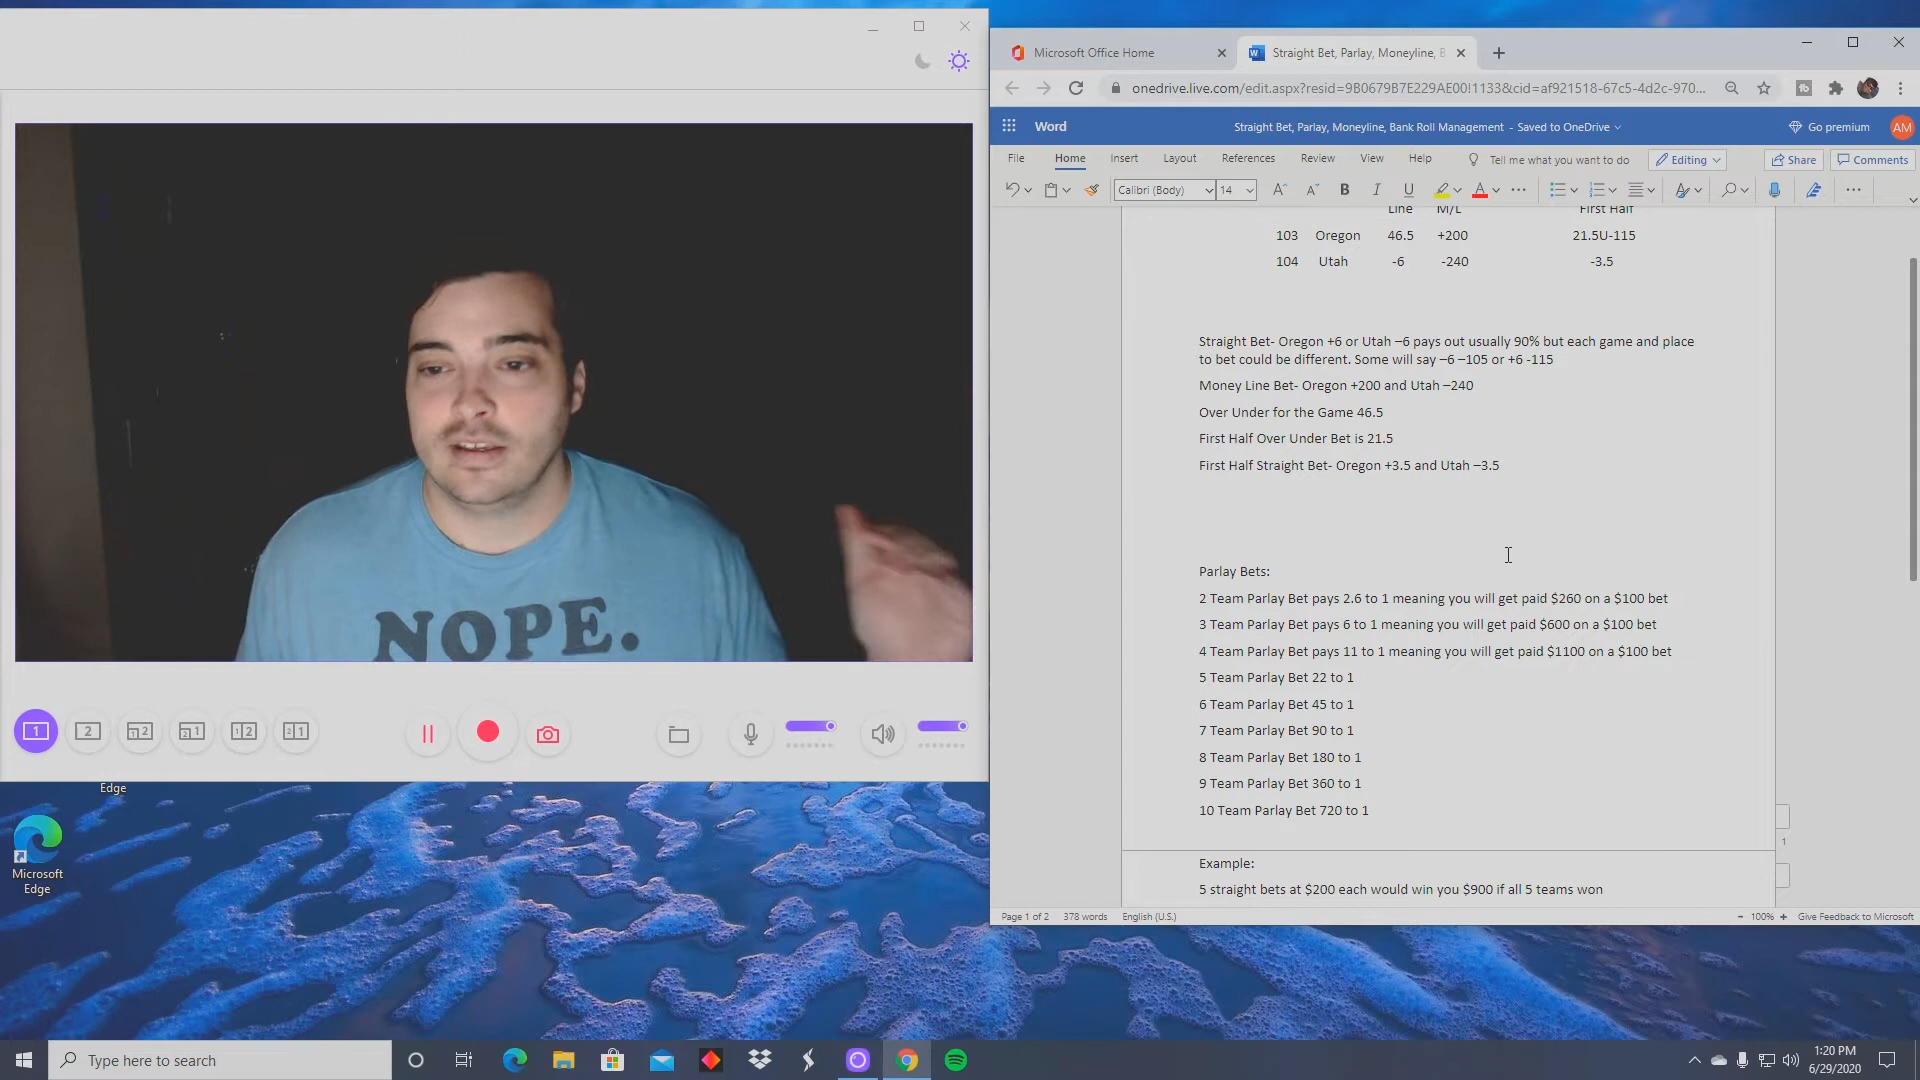 Microsoft Office Home
Straight Bet, Parlay, Moneyline, B
onedrive.live.com/edit.aspx?resid=9B0679B7E229AE00!1133&cid=af921518-67c5-4d2c-970...
Word
Straight Bet, Parlay, Moneyline, Bank Roll Management - Saved to OneDrive
Go premium
AM
File Home Insert Layout References Review View Help Tell me what you want to do Editing Share Comments
Calibri (Body) 14
Line M/L First Half
103 Oregon 46.5 +200 21.5U-115
104 Utah -6 -240 -3.5
Straight Bet- Oregon +6 or Utah –6 pays out usually 90% but each game and place
to bet could be different. Some will say –6 –105 or +6 -115
Money Line Bet- Oregon +200 and Utah –240
Over Under for the Game 46.5
First Half Over Under Bet is 21.5
First Half Straight Bet- Oregon +3.5 and Utah –3.5
Parlay Bets:
2 Team Parlay Bet pays 2.6 to 1 meaning you will get paid $260 on a $100 bet
3 Team Parlay Bet pays 6 to 1 meaning you will get paid $600 on a $100 bet
4 Team Parlay Bet pays 11 to 1 meaning you will get paid $1100 on a $100 bet
5 Team Parlay Bet 22 to 1
6 Team Parlay Bet 45 to 1
7 Team Parlay Bet 90 to 1
8 Team Parlay Bet 180 to 1
9 Team Parlay Bet 360 to 1
10 Team Parlay Bet 720 to 1
1
Example:
5 straight bets at $200 each would win you $900 if all 5 teams won
Page 1 of 2 378 words English (U.S.) 100% Give Feedback to Microsoft
NOPE.
1 2 1 2 2 1 1 2 2 1
Edge
Microsoft
Edge
Type here to search
1:20 PM
6/29/2020